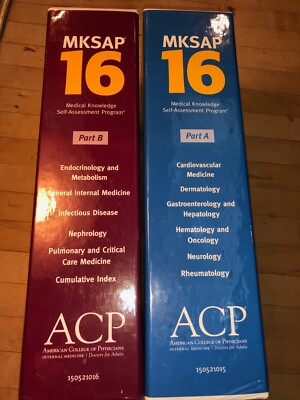 MKSAP®
16
Medical Knowledge
Self-Assessment Program®
Part B
Endocrinology and
Metabolism
General Internal Medicine
Infectious Disease
Nephrology
Pulmonary and Critical
Care Medicine
Cumulative Index
ACP
AMERICAN COLLEGE OF PHYSICIANS
INTERNAL MEDICINE | Doctors for Adults
150521016
MKSAP®
16
Medical Knowledge
Self-Assessment Program®
Part A
Cardiovascular
Medicine
Dermatology
Gastroenterology and
Hepatology
Hematology and
Oncology
Neurology
Rheumatology
ACP
AMERICAN COLLEGE OF PHYSICIANS
INTERNAL MEDICINE | Doctors for Adults
150521015